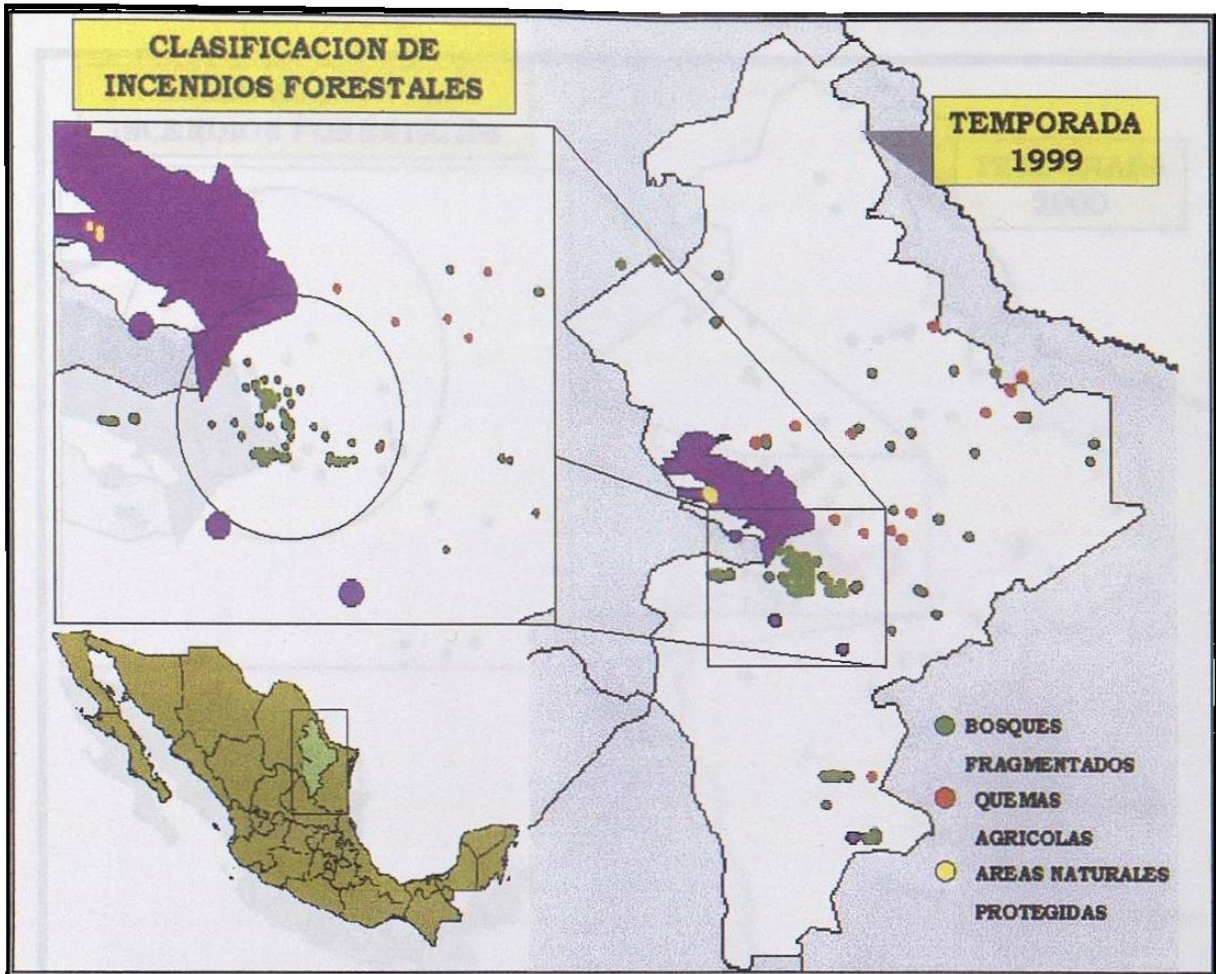 CLASIFICACION DE
INCENDIOS FORESTALES
TEMPORADA
1999
BOSQUES
FRAGMENTADOS
QUEMAS
AGRICOLAS
AREAS NATURALES
PROTEGIDAS